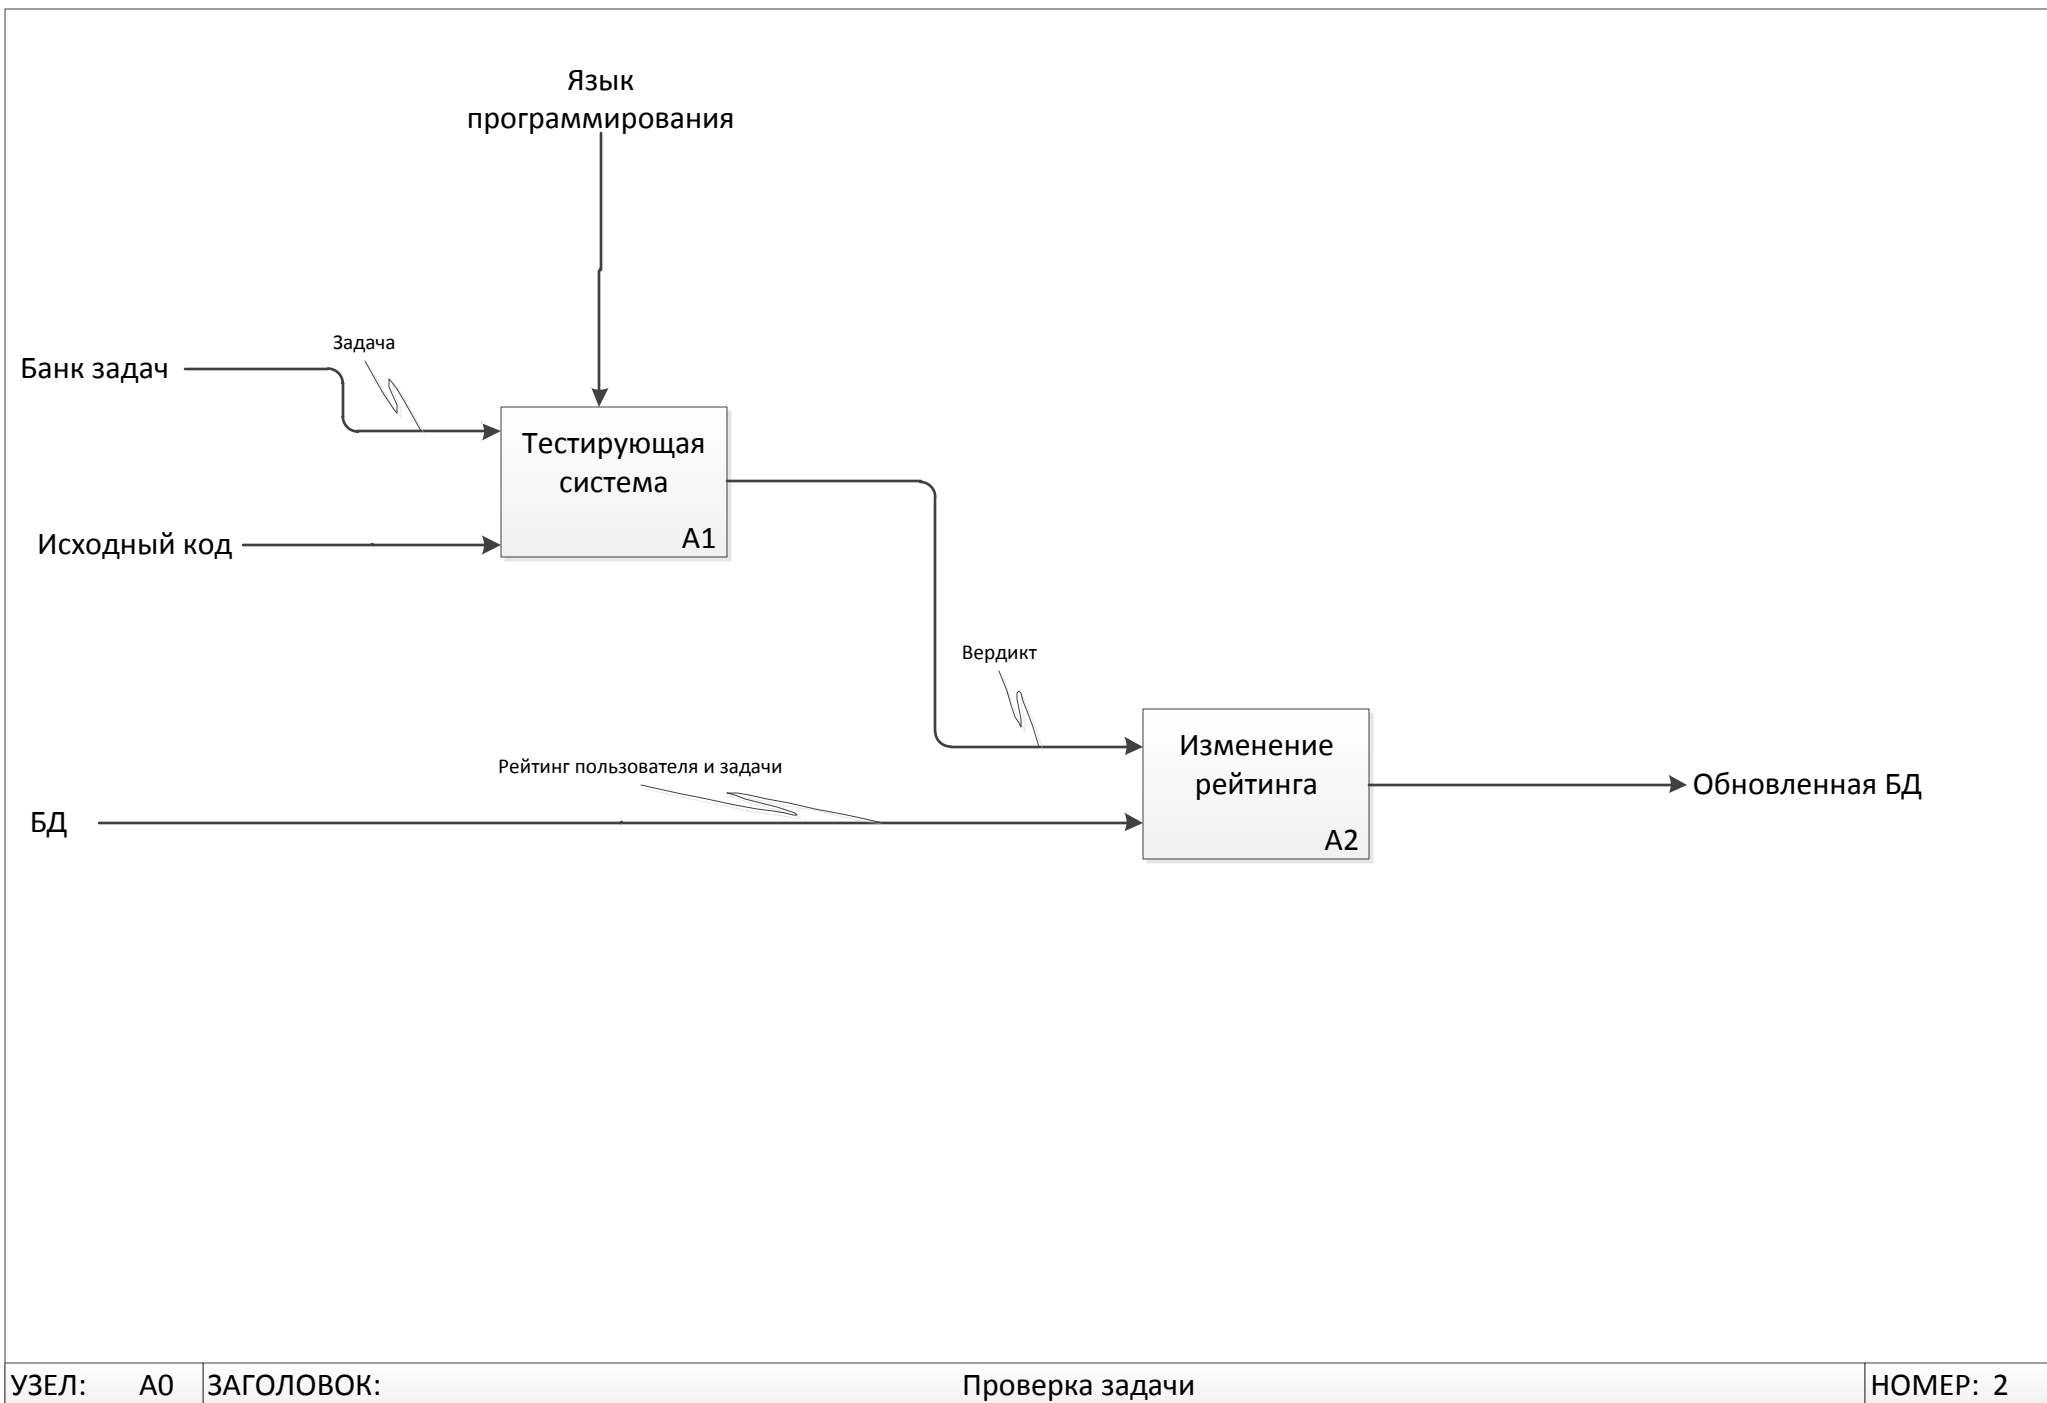 Язык
программирования
Задача
Банк задач
Тестирующая
система
A1
Исходный код
Вердикт
Изменение
рейтинга
A2
Рейтинг пользователя и задачи
Обновленная БД
БД
УЗЕЛ: A0 ЗАГОЛОВОК: Проверка задачи НОМЕР: 2